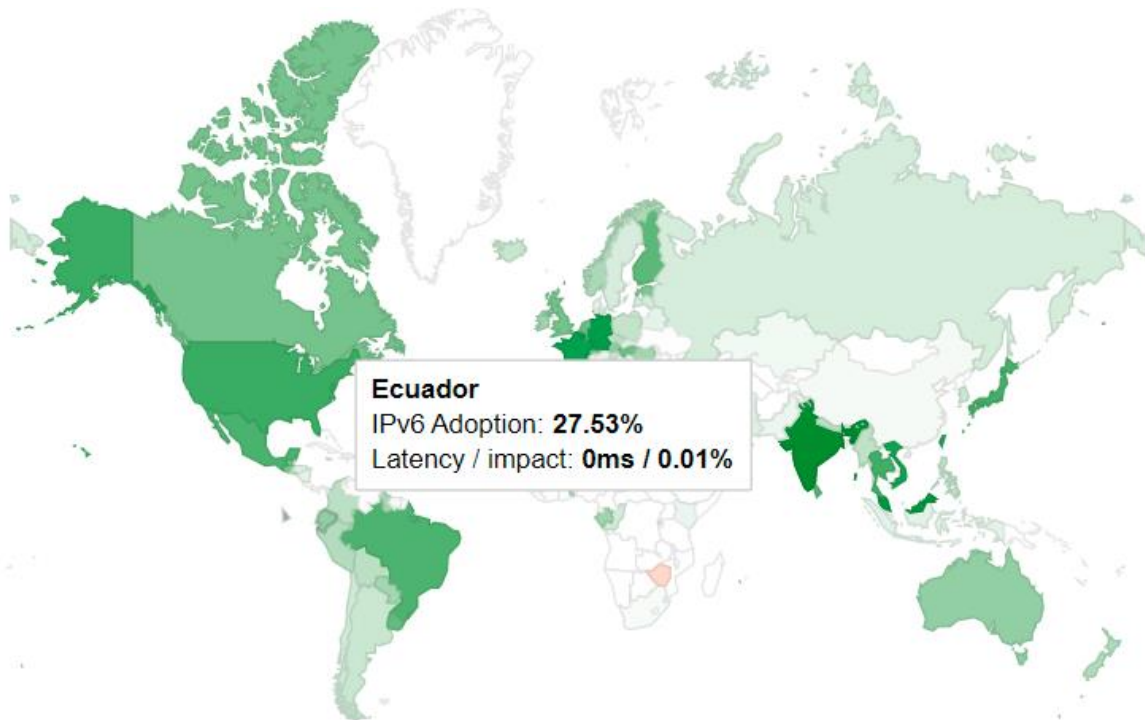 Ecuador
IPv6 Adoption: 27.53%
Latency / impact: 0ms / 0.01%